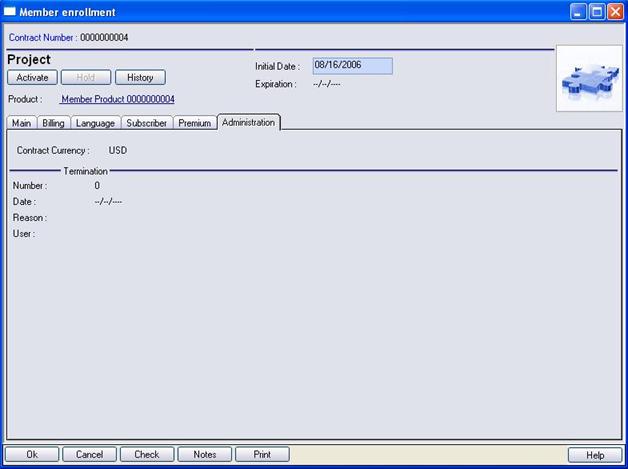 Member enrollment
Contract Number : 0000000004
Project
Initial Date : 08/16/2006
Activate Hold History
Expiration : --/--/----
Product : Member Product 0000000004
Main Billing Language Subscriber Premium Administration
Contract Currency : USD
Termination
Number : 0
Date : --/--/----
Reason :
User :
Ok Cancel Check Notes Print Help